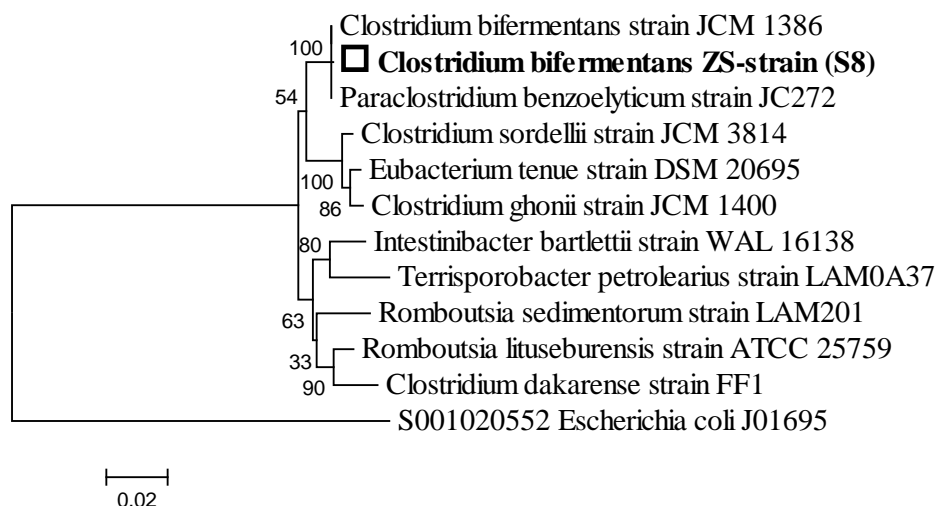 Clostridium bifermentans strain JCM 1386
100
Clostridium bifermentans ZS-strain (S8)
54
Paraclostridium benzoelyticum strain JC272
Clostridium sordellii strain JCM 3814
Eubacterium tenue strain DSM 20695
100
86
Clostridium ghonii strain JCM 1400
80
Intestinibacter bartlettii strain WAL 16138
Terrisporobacter petrolearius strain LAM0A37
63
Romboutsia sedimentorum strain LAM201
Romboutsia lituseburensis strain ATCC 25759
33
90
Clostridium dakarense strain FF1
S001020552 Escherichia coli J01695
0.02